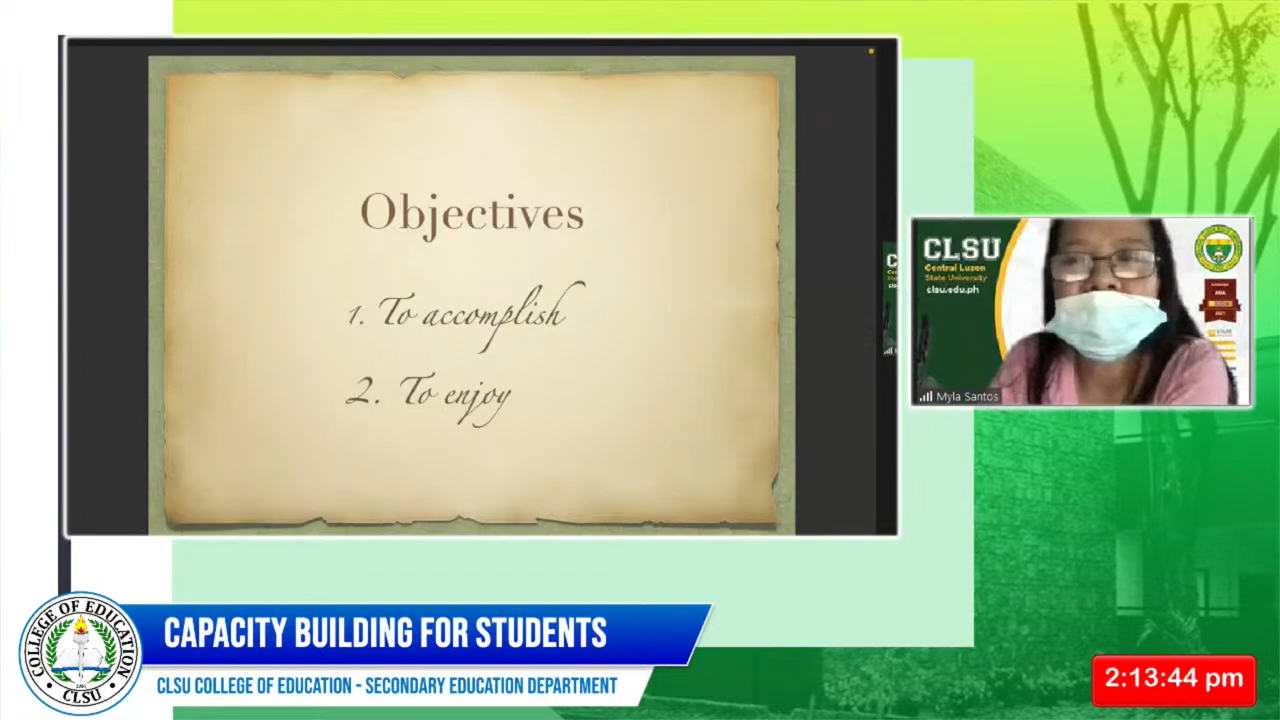 Objectives
1. To accomplish
2. To enjoy
CLSU
Central Luzon
State University
clsu.edu.ph
Myla Santos
COLLEGE OF EDUCATION
CLSU
CAPACITY BUILDING FOR STUDENTS
CLSU COLLEGE OF EDUCATION - SECONDARY EDUCATION DEPARTMENT
2:13:44 pm